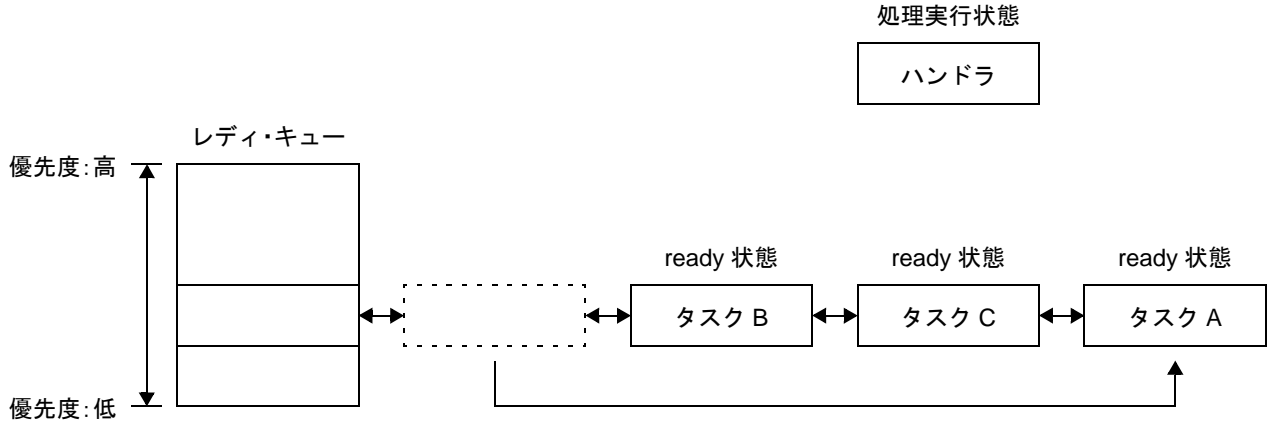 処理実行状態
ハンドラ
レディ・キュー
優先度：高
ready 状態
ready 状態
ready 状態
タスク B
タスク C
タスク A
優先度：低